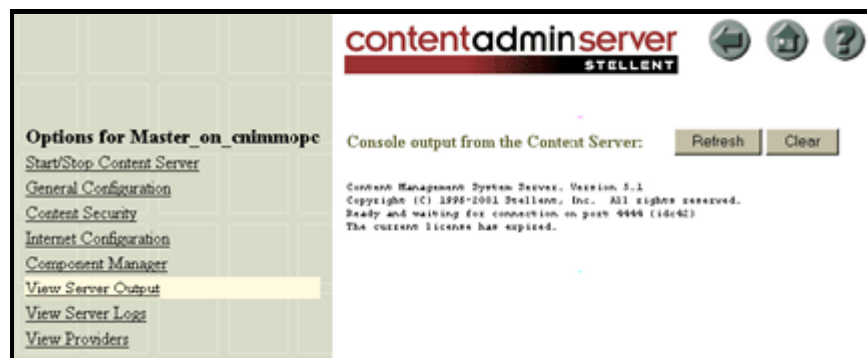 contentadminserver
STELLENT
?
Options for Master_on_cnimmopc
Start/Stop Content Server
General Configuration
Content Security
Internet Configuration
Component Manager
View Server Output
View Server Logs
View Providers
Console output from the Content Server:
Refresh
Clear
Content Management System Server, Version 5.1
Copyright (C) 1996-2001 Stellent, Inc. All rights reserved.
Ready and waiting for connection on port 4444 (idc42)
The current license has expired.